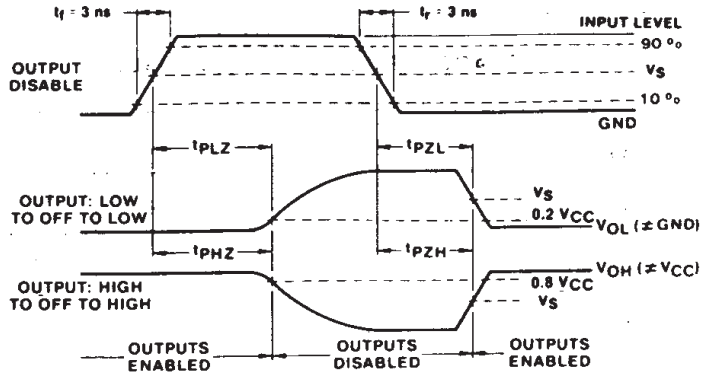 tf = 3 ns
tr = 3 ns
INPUT LEVEL
90 %
OUTPUT
DISABLE
VS
10 %
GND
tPLZ
tPZL
OUTPUT: LOW
TO OFF TO LOW
VS
0.2 VCC
VOL (≠ GND)
tPHZ
tPZH
OUTPUT: HIGH
TO OFF TO HIGH
VOH (≠ VCC)
0.8 VCC
VS
OUTPUTS
ENABLED
OUTPUTS
DISABLED
OUTPUTS
ENABLED